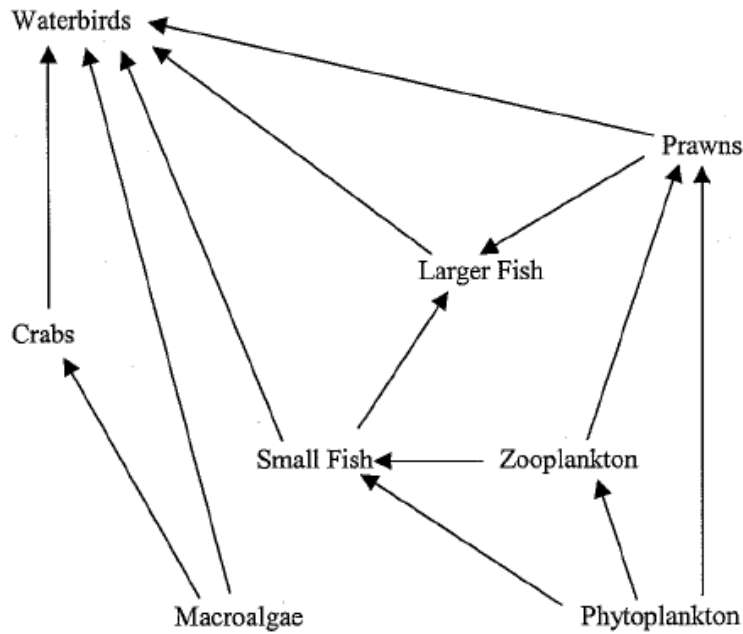 Waterbirds
Prawns
Larger Fish
Crabs
Small Fish
Zooplankton
Macroalgae
Phytoplankton